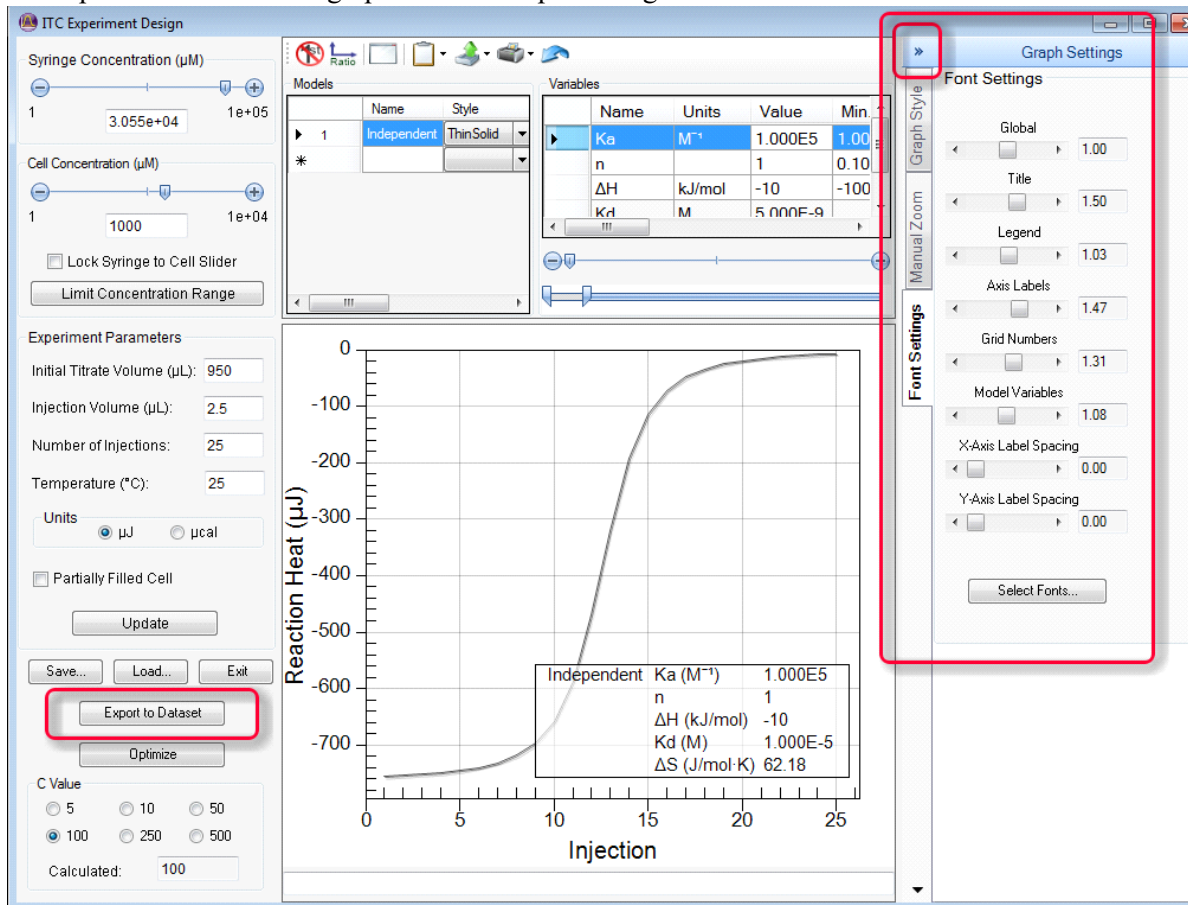 ITC Experiment Design
Syringe Concentration (µM)
1 3.055e+04 1e+05
Cell Concentration (µM)
1 1000 1e+04
Lock Syringe to Cell Slider
Limit Concentration Range
Experiment Parameters
Initial Titrate Volume (µL): 950
Injection Volume (µL): 2.5
Number of Injections: 25
Temperature (°C): 25
Units
µJ µcal
Partially Filled Cell
Update
Save... Load... Exit
Export to Dataset
Optimize
C Value
5 10 50
100 250 500
Calculated: 100
1st Ratio
Models
Name Style
1 Independent ThinSolid
*
Variables
Name Units Value Min.
Ka M⁻¹ 1.000E5 1.00
n 1 0.10
ΔH kJ/mol -10 -100
Kd M 5.000E-9
0
-100
-200
-300
-400
-500
-600
-700
Reaction Heat (µJ)
0 5 10 15 20 25
Injection
Independent Ka (M⁻¹) 1.000E5
n 1
ΔH (kJ/mol) -10
Kd (M) 1.000E-5
ΔS (J/mol·K) 62.18
» Graph Settings
Graph Style
Manual Zoom
Font Settings
Font Settings
Global
1.00
Title
1.50
Legend
1.03
Axis Labels
1.47
Grid Numbers
1.31
Model Variables
1.08
X-Axis Label Spacing
0.00
Y-Axis Label Spacing
0.00
Select Fonts...